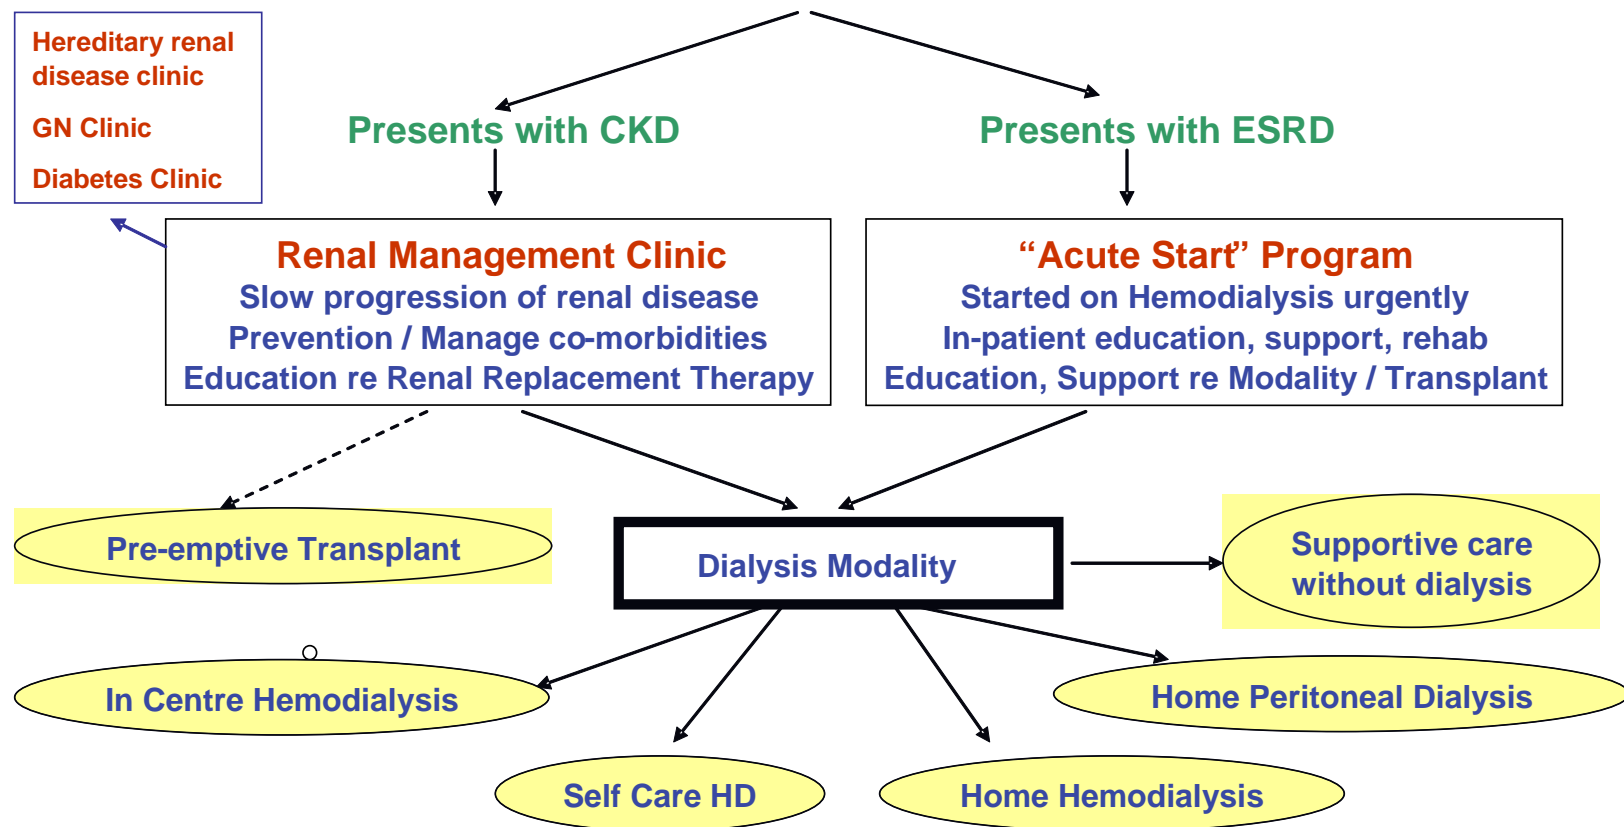 Hereditary renal
disease clinic
GN Clinic
Diabetes Clinic
Presents with CKD
Presents with ESRD
Renal Management Clinic
Slow progression of renal disease
Prevention / Manage co-morbidities
Education re Renal Replacement Therapy
“Acute Start” Program
Started on Hemodialysis urgently
In-patient education, support, rehab
Education, Support re Modality / Transplant
Pre-emptive Transplant
Dialysis Modality
Supportive care
without dialysis
In Centre Hemodialysis
Home Peritoneal Dialysis
Self Care HD
Home Hemodialysis